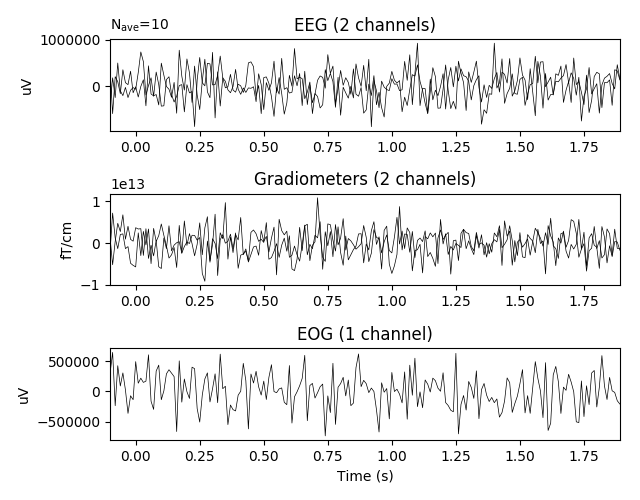 N_ave=10
EEG (2 channels)
1000000
0
uV
0.00 0.25 0.50 0.75 1.00 1.25 1.50 1.75
1e13
Gradiometers (2 channels)
1
0
−1
fT/cm
0.00 0.25 0.50 0.75 1.00 1.25 1.50 1.75
EOG (1 channel)
500000
0
−500000
uV
0.00 0.25 0.50 0.75 1.00 1.25 1.50 1.75
Time (s)